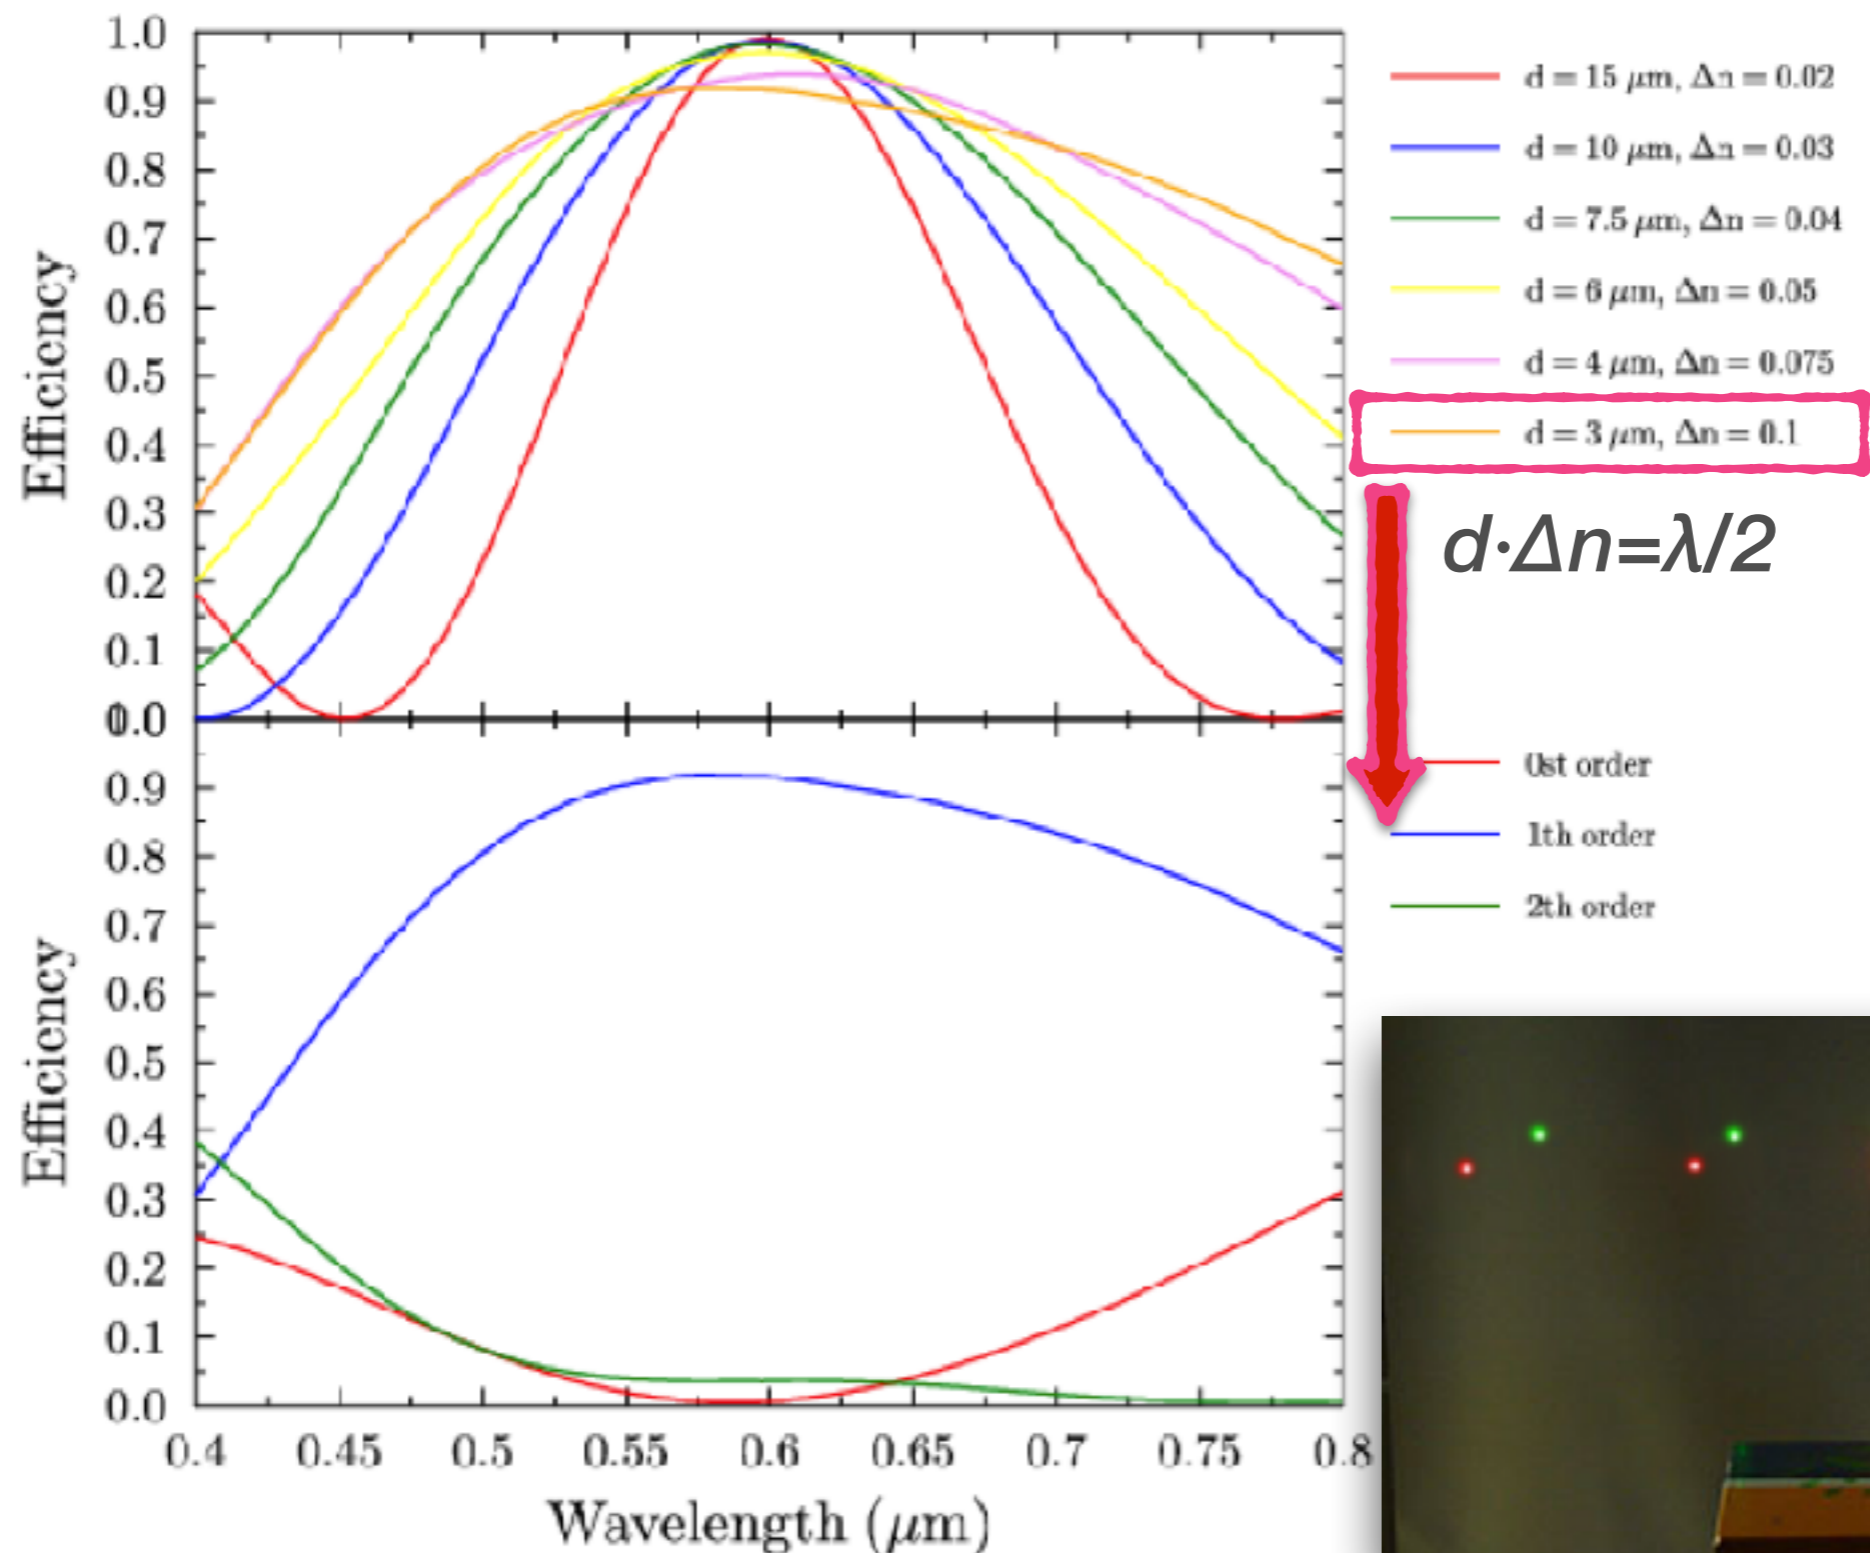 1.0
0.9
0.8
0.7
0.6
0.5
0.4
0.3
0.2
0.1
0.0
Efficiency
d = 15 μm, Δn = 0.02
d = 10 μm, Δn = 0.03
d = 7.5 μm, Δn = 0.04
d = 6 μm, Δn = 0.05
d = 4 μm, Δn = 0.075
d = 3 μm, Δn = 0.1
d·Δn=λ/2
0.9
0.8
0.7
0.6
0.5
0.4
0.3
0.2
0.1
0.0
Efficiency
0st order
1th order
2th order
0.4 0.45 0.5 0.55 0.6 0.65 0.7 0.75 0.8
Wavelength (μm)